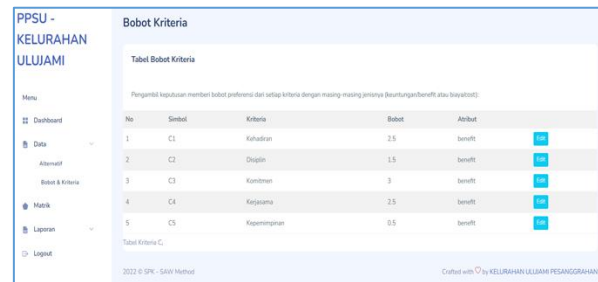 PPSU -
KELURAHAN
ULUJAMI
Menu
Dashboard
Data
Alternatif
Bobot & Kriteria
Matrik
Laporan
Logout
Bobot Kriteria
Tabel Bobot Kriteria
Pengambil keputusan memberi bobot preferensi dari setiap kriteria dengan masing-masing jenisnya (keuntungan/benefit atau biaya/cost):
No Simbol Kriteria Bobot Atribut
1 C1 Kehadiran 2.5 benefit Edit
2 C2 Disiplin 1.5 benefit Edit
3 C3 Komitmen 3 benefit Edit
4 C4 Kerjasama 2.5 benefit Edit
5 C5 Kepemimpinan 0.5 benefit Edit
Tabel Kriteria Cᵢ
2022 © SPK - SAW Method Crafted with ♡ by KELURAHAN ULUJAMI PESANGGRAHAN